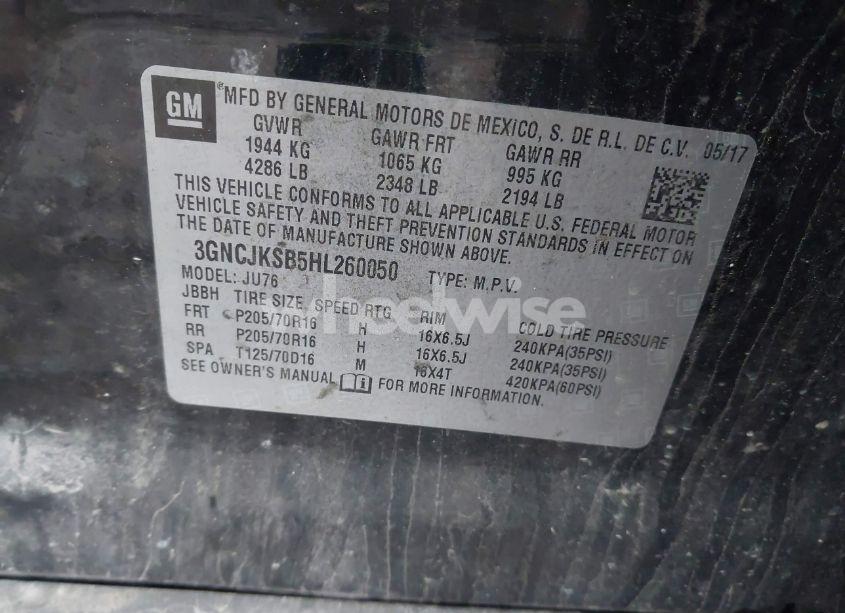 GM
®MFD BY GENERAL MOTORS DE MEXICO, S. DE R.L. DE C.V. 05/17
GVWR GAWR FRT GAWR RR
1944 KG 1065 KG 995 KG
4286 LB 2348 LB 2194 LB
THIS VEHICLE CONFORMS TO ALL APPLICABLE U.S. FEDERAL MOTOR
VEHICLE SAFETY AND THEFT PREVENTION STANDARDS IN EFFECT ON
THE DATE OF MANUFACTURE SHOWN ABOVE.
3GNCJKSB5HL260050 TYPE: M.P.V.
MODEL: JU76
JBBH TIRE SIZE SPEED RTG RIM COLD TIRE PRESSURE
FRT P205/70R16 H 16X6.5J 240KPA(35PSI)
RR P205/70R16 H 16X6.5J 240KPA(35PSI)
SPA T125/70D16 M 16X4T 420KPA(60PSI)
SEE OWNER'S MANUAL FOR MORE INFORMATION.